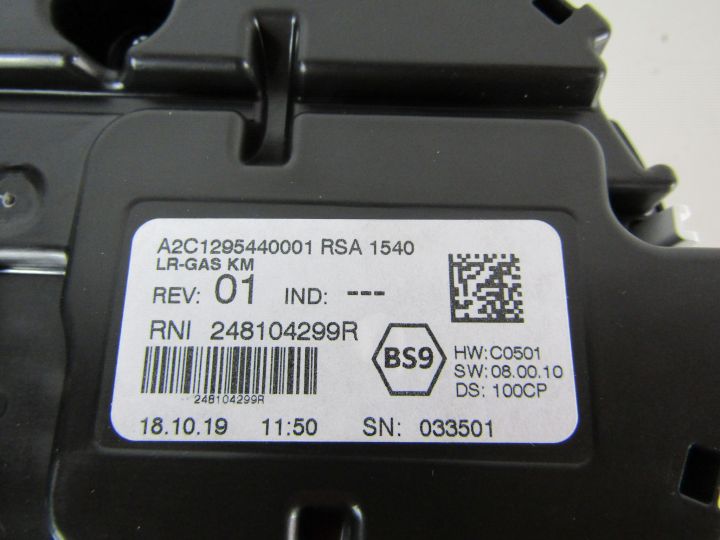 A2C1295440001 RSA 1540
LR-GAS KM
REV: 01 IND: ---
RNI 248104299R
BS9
HW:C0501
SW:08.00.10
DS: 100CP
248104299R
18.10.19 11:50 SN: 033501